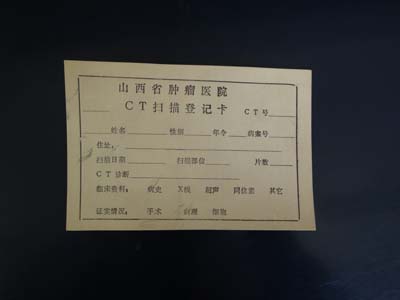 山西省肿瘤医院
CT扫描登记卡 CT号
姓名 性别 年令 病案号
住址:
扫描日期 扫描部位 片数
CT诊断
临床资料: 病史 X线 超声 同位素 其它
证实情况: 手术 病理 细胞